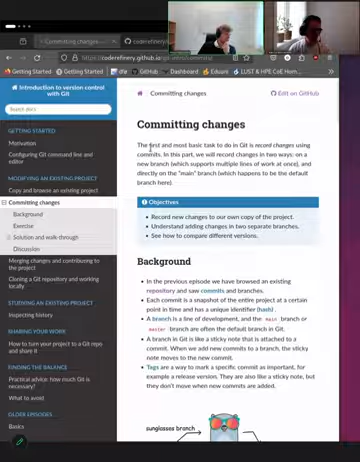 Committing changes
coderefinery/g
https://coderefinery.github.io
Getting Started
Getting Started
dfe
GitHub
Dashboard
Eduani
LUST & HPE CoE Hom...
Introduction to version control with Git
Search docs
GETTING STARTED
Motivation
Configuring Git command line and editor
MODIFYING AN EXISTING PROJECT
Copy and browse an existing project
Committing changes
Background
Exercise
Solution and walk-through
Discussion
Merging changes and contributing to the project
Cloning a Git repository and working locally
STUDYING AN EXISTING PROJECT
Inspecting history
SHARING YOUR WORK
How to turn your project to a Git repo and share it
FINDING THE BALANCE
Practical advice: how much Git is necessary?
What to avoid
OLDER EPISODES
Basics
Committing changes
Edit on GitHub
Committing changes
The first and most basic task to do in Git is record changes using
commits. In this part, we will record changes in two ways: on a
new branch (which supports multiple lines of work at once), and
directly on the "main" branch (which happens to be the default
branch here).
Objectives
Record new changes to our own copy of the project.
Understand adding changes in two separate branches.
See how to compare different versions.
Background
In the previous episode we have browsed an existing
repository and saw commits and branches.
Each commit is a snapshot of the entire project at a certain
point in time and has a unique identifier (hash) .
A branch is a line of development, and the main branch or
master branch are often the default branch in Git.
A branch in Git is like a sticky note that is attached to a
commit. When we add new commits to a branch, the sticky
note moves to the new commit.
Tags are a way to mark a specific commit as important, for
example a release version. They are also like a sticky note, but
they don't move when new commits are added.
sunglasses branch